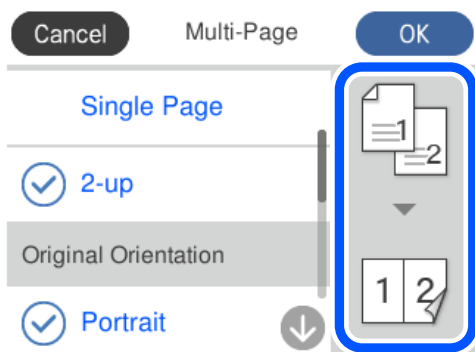 Cancel Multi-Page OK
Single Page
2-up
Original Orientation
Portrait
1
2
1 2